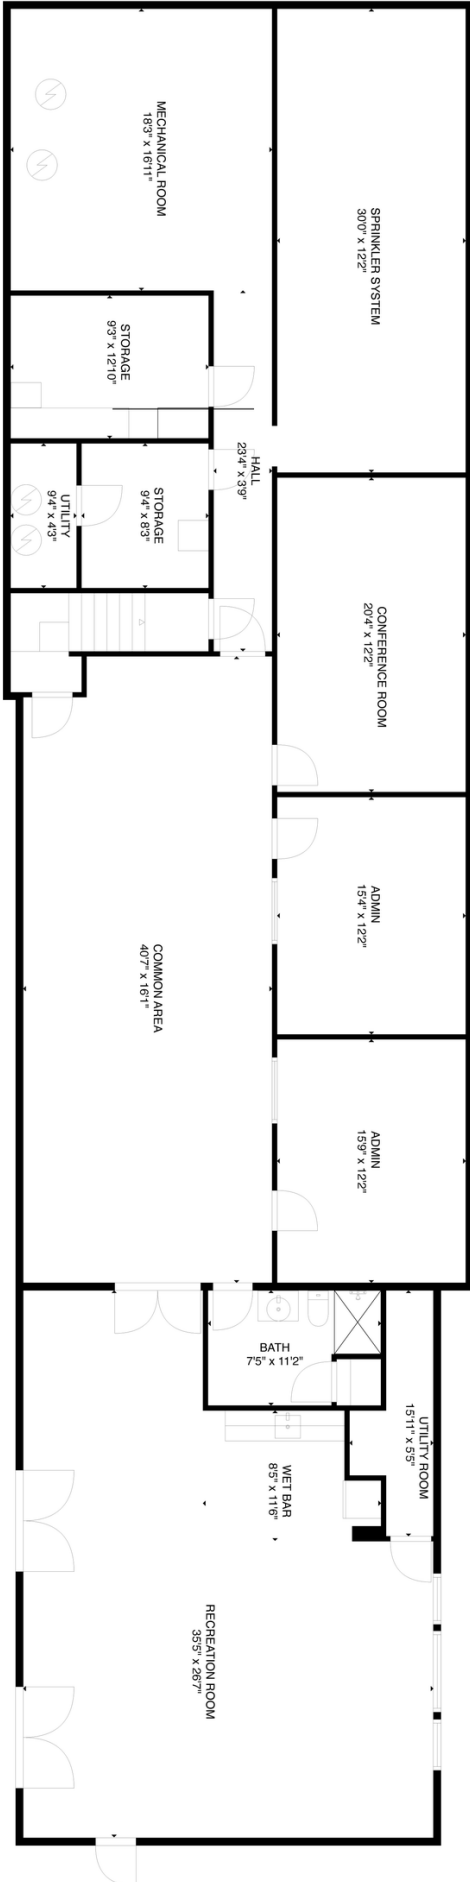 MECHANICAL ROOM
18'3" x 16'11"
SPRINKLER SYSTEM
30'0" x 12'2"
STORAGE
9'3" x 12'10"
HALL
23'4" x 3'9"
UTILITY
9'4" x 4'3"
STORAGE
9'4" x 8'3"
CONFERENCE ROOM
20'4" x 12'2"
ADMIN
15'4" x 12'2"
COMMON AREA
40'7" x 16'1"
ADMIN
15'9" x 12'2"
BATH
7'5" x 11'2"
UTILITY ROOM
15'11" x 5'5"
WET BAR
8'5" x 11'6"
RECREATION ROOM
35'5" x 26'7"